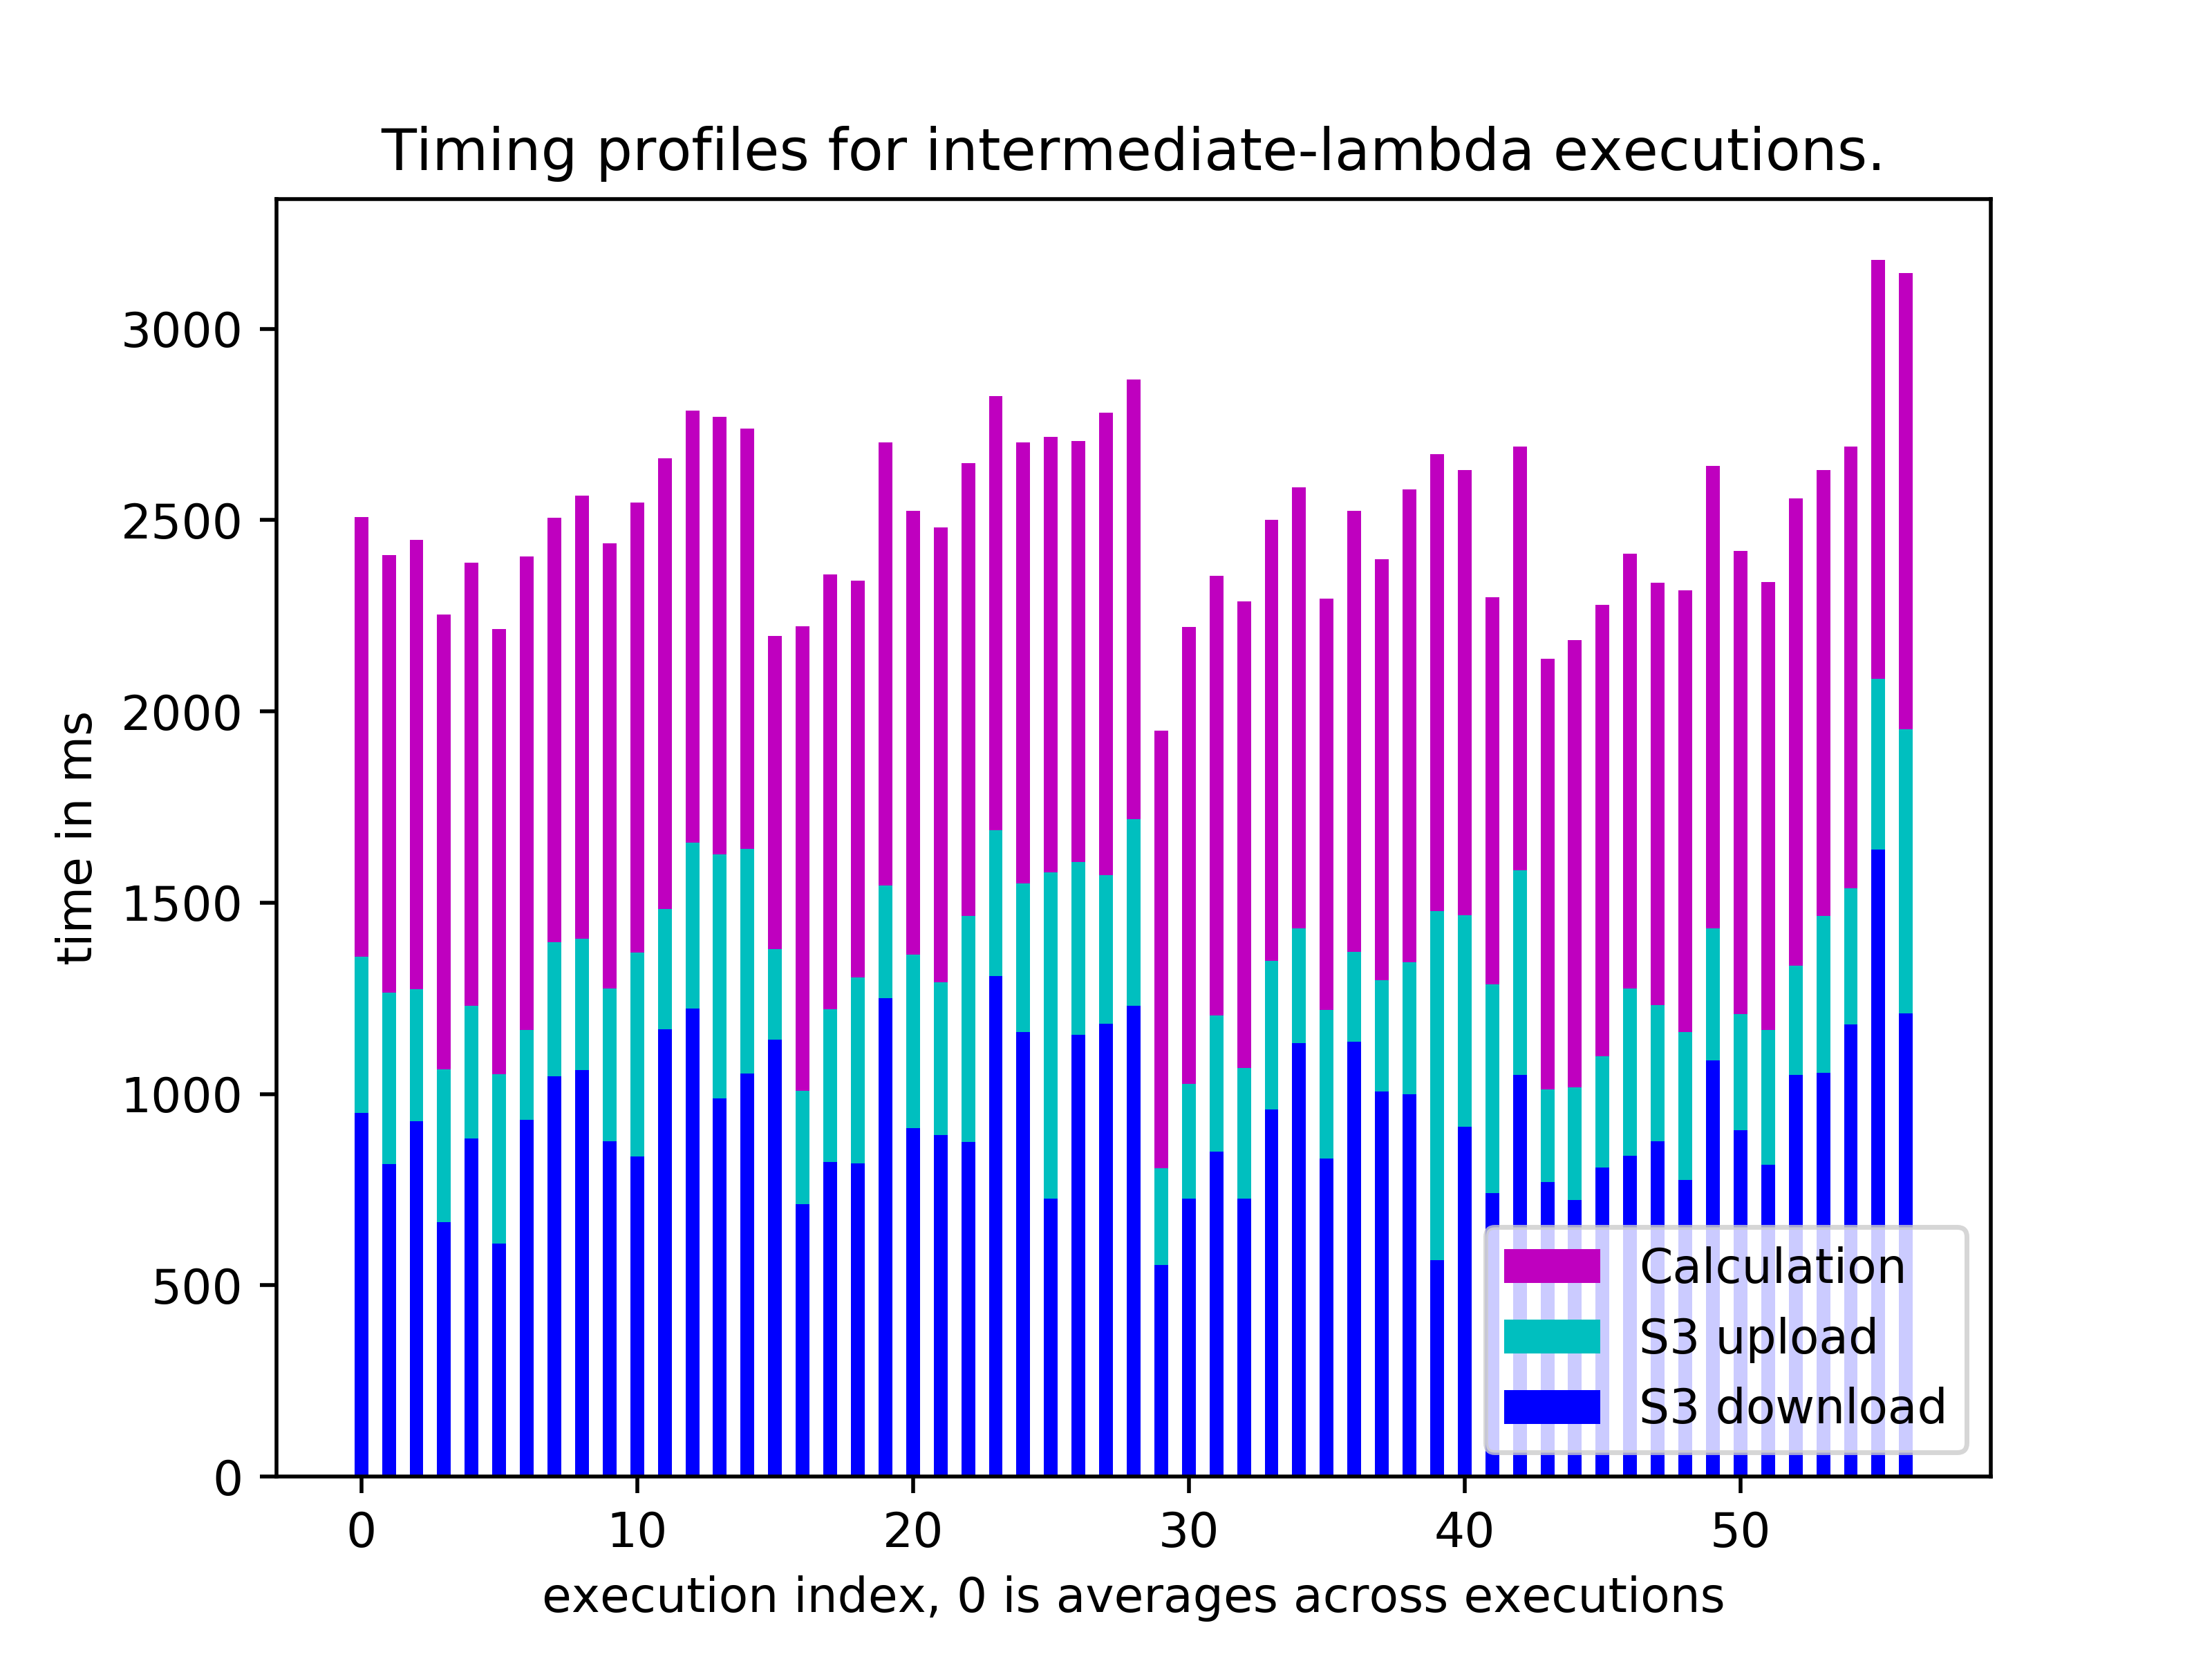 Timing profiles for intermediate-lambda executions.
time in ms
3000
2500
2000
1500
1000
500
0
Calculation
S3 upload
S3 download
0 10 20 30 40 50
execution index, 0 is averages across executions